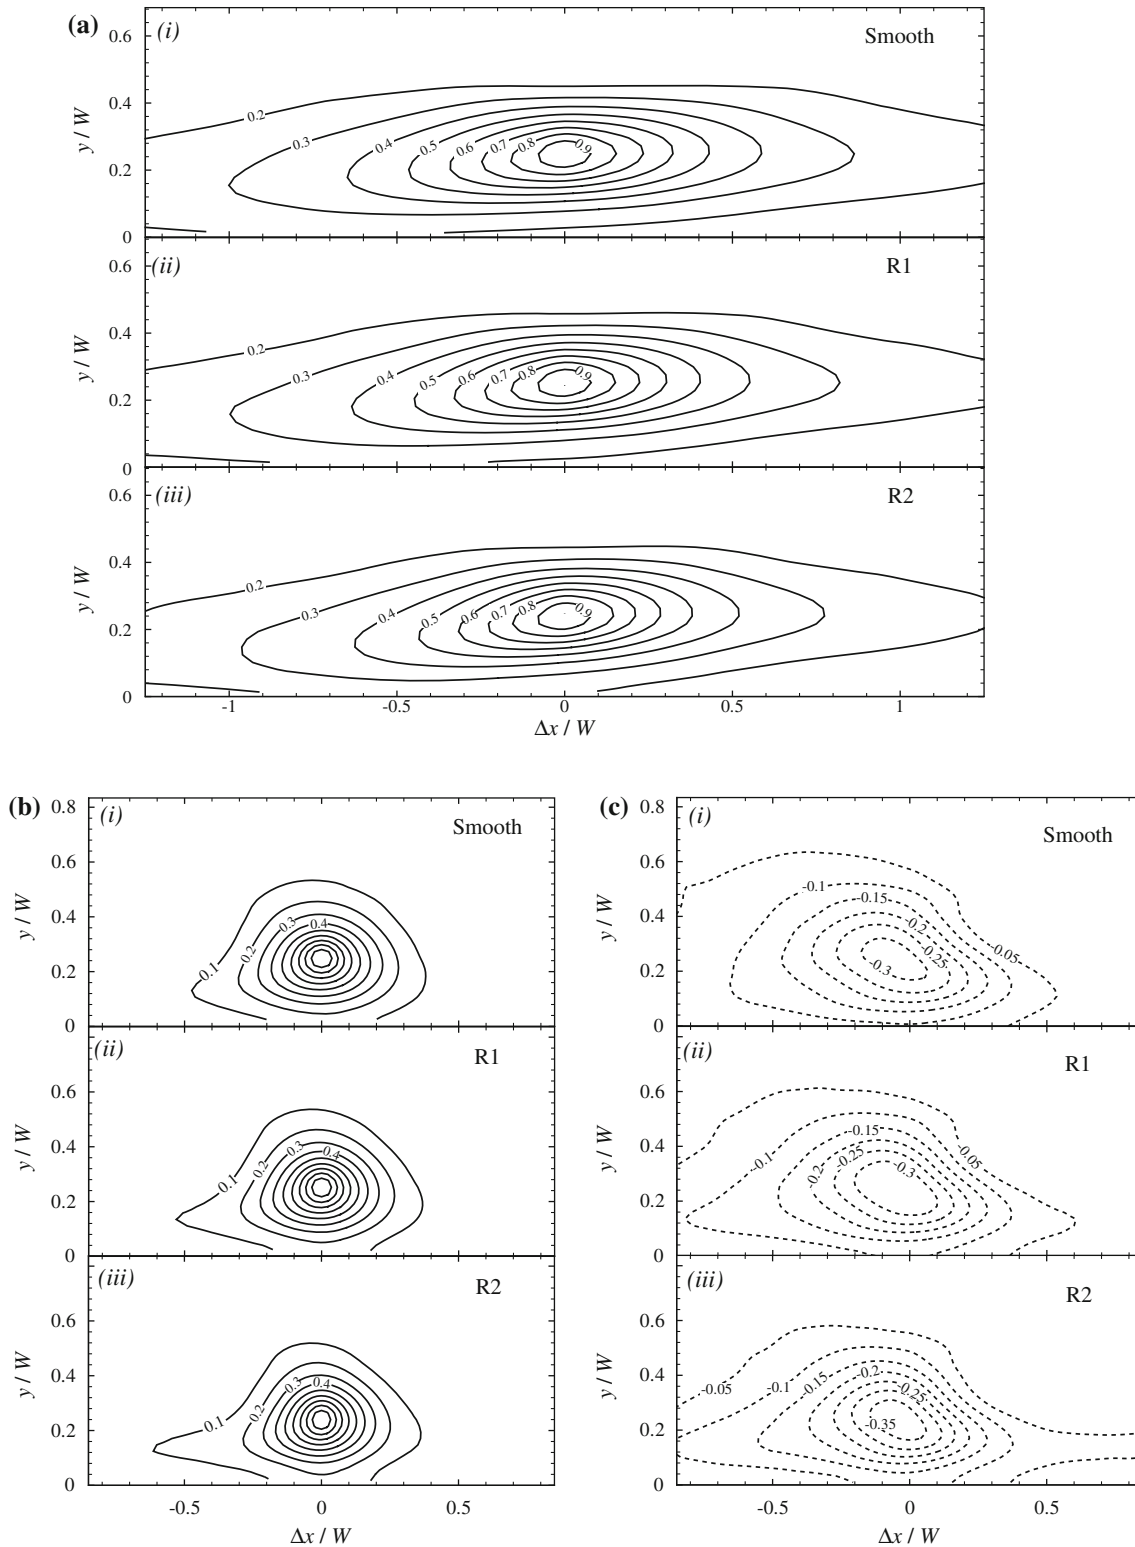 (a)
(i)
Smooth
y / W
0.6
0.4
0.2
0
0.2
0.3
0.4
0.5
0.6
0.7
0.8
0.9
(ii)
R1
y / W
0.6
0.4
0.2
0
0.2
0.3
0.4
0.5
0.6
0.7
0.8
0.9
(iii)
R2
y / W
0.6
0.4
0.2
0
0.2
0.3
0.4
0.5
0.6
0.7
0.8
0.9
-1 -0.5 0 0.5 1
Δx / W
(b)
(i)
Smooth
y / W
0.8
0.6
0.4
0.2
0
0.1
0.2
0.3
0.4
(ii)
R1
y / W
0.6
0.4
0.2
0
0.1
0.2
0.3
0.4
(iii)
R2
y / W
0.6
0.4
0.2
0
0.1
0.2
0.3
0.4
-0.5 0 0.5
Δx / W
(c)
(i)
Smooth
y / W
0.8
0.6
0.4
0.2
0
-0.1
-0.15
-0.2
-0.25
-0.3
-0.05
(ii)
R1
y / W
0.6
0.4
0.2
0
-0.1
-0.2
-0.25
-0.15
-0.3
-0.05
(iii)
R2
y / W
0.6
0.4
0.2
0
-0.05
-0.1
-0.15
-0.2
-0.25
-0.35
-0.5 0 0.5
Δx / W